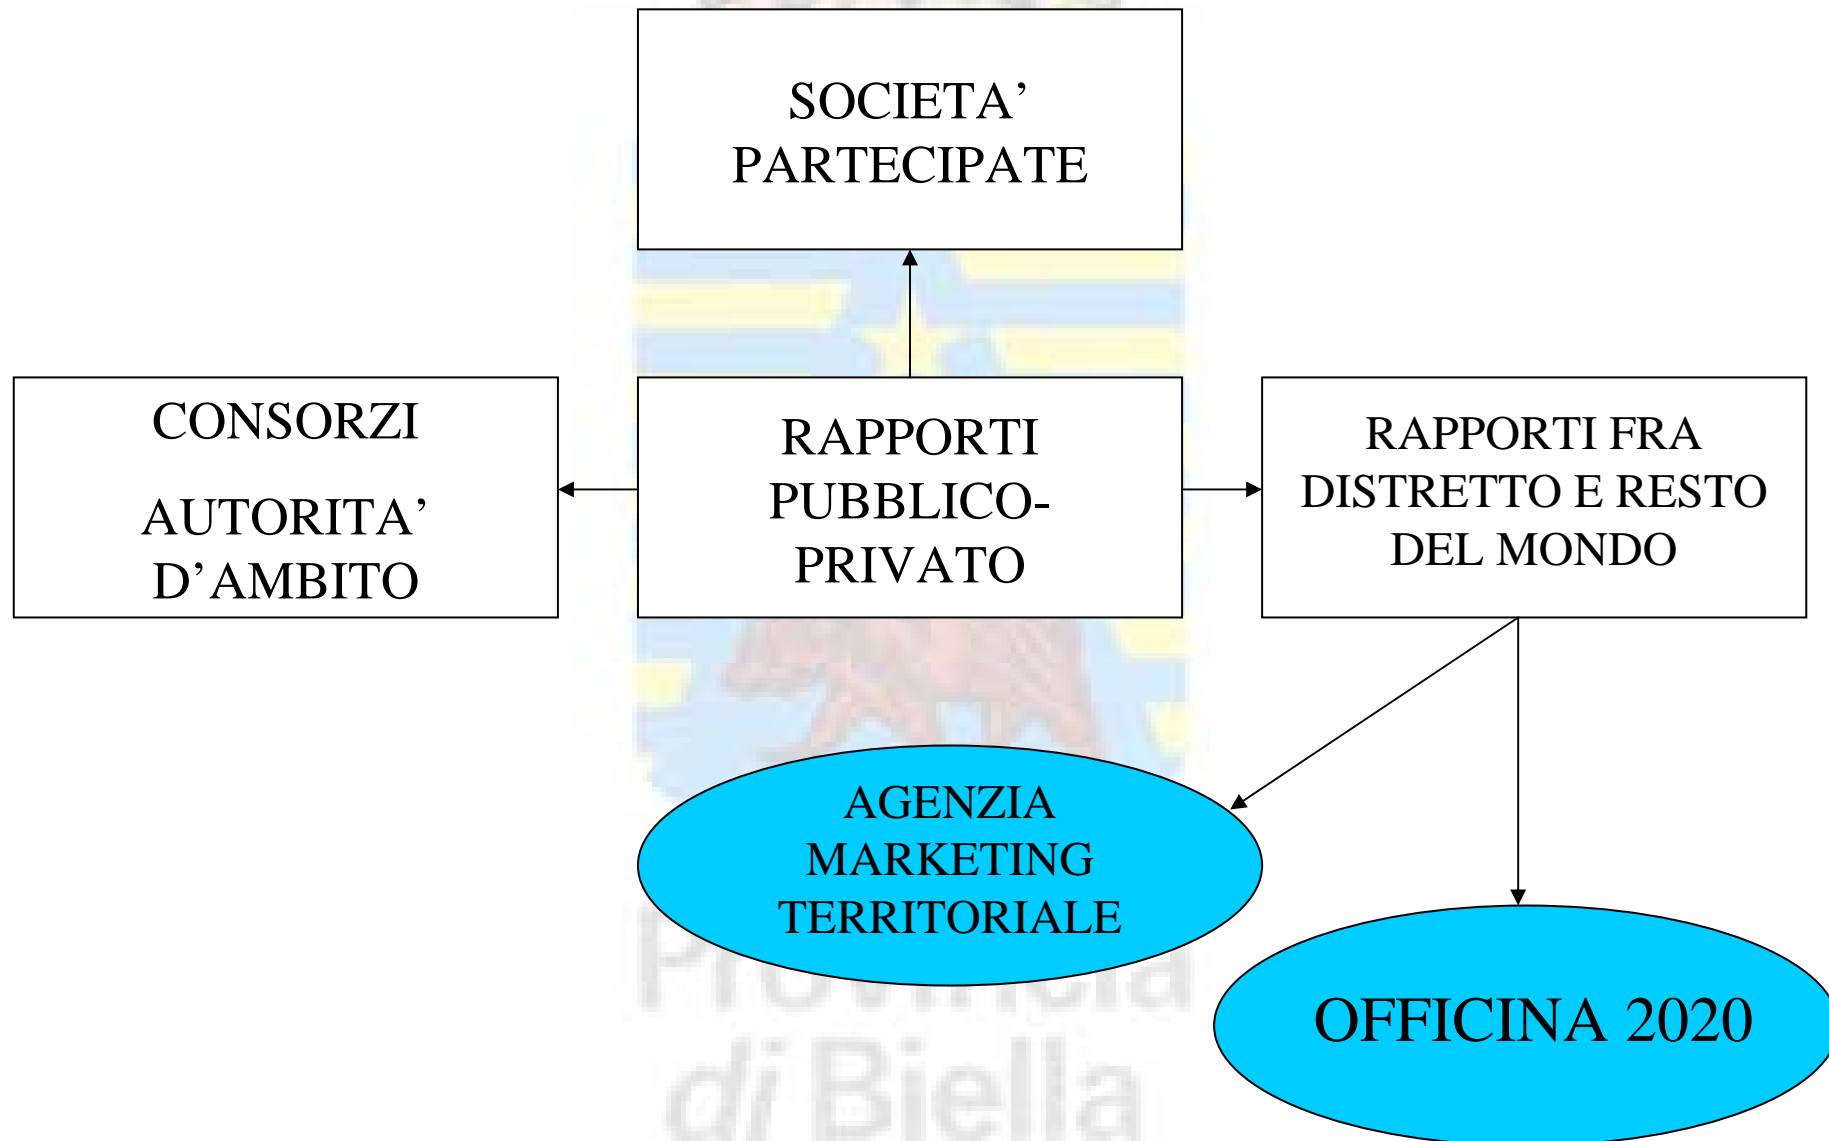 SOCIETA’
PARTECIPATE
CONSORZI
AUTORITA’
D’AMBITO
RAPPORTI
PUBBLICO-
PRIVATO
RAPPORTI FRA
DISTRETTO E RESTO
DEL MONDO
AGENZIA
MARKETING
TERRITORIALE
OFFICINA 2020
Provincia
di Biella